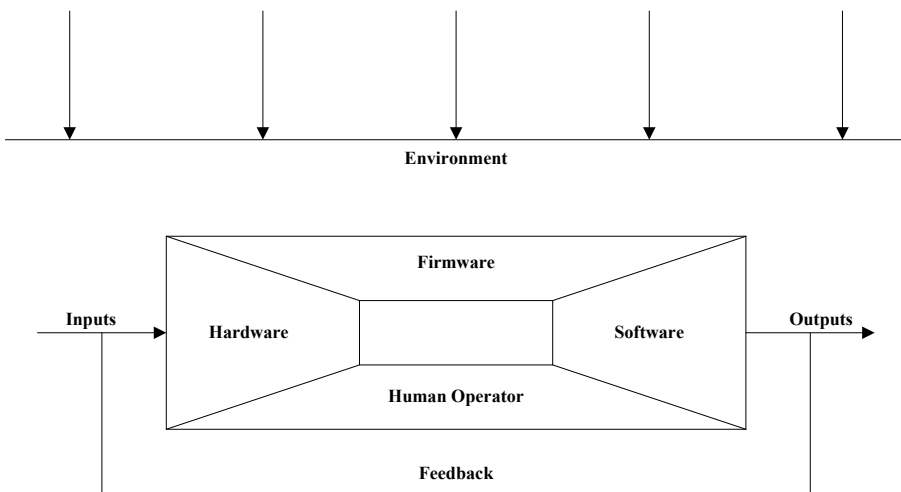 Environment
Firmware
Inputs
Hardware
Software
Outputs
Human Operator
Feedback